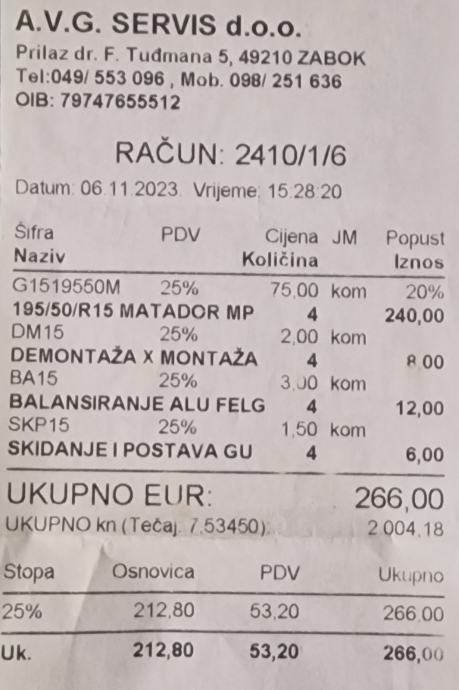 A.V.G. SERVIS d.o.o.
Prilaz dr. F. Tuđmana 5, 49210 ZABOK
Tel:049/ 553 096 , Mob. 098/ 251 636
OIB: 79747655512
RAČUN: 2410/1/6
Datum: 06.11.2023. Vrijeme: 15:28:20
Šifra PDV Cijena JM Popust
Naziv Količina Iznos
G1519550M 25% 75,00 kom 20%
195/50/R15 MATADOR MP 4 240,00
DM15 25% 2,00 kom
DEMONTAŽA X MONTAŽA 4 8,00
BA15 25% 3,00 kom
BALANSIRANJE ALU FELG 4 12,00
SKP15 25% 1,50 kom
SKIDANJE I POSTAVA GU 4 6,00
UKUPNO EUR: 266,00
UKUPNO kn (Tečaj: 7,53450): 2.004,18
Stopa Osnovica PDV Ukupno
25% 212,80 53,20 266,00
Uk. 212,80 53,20 266,00